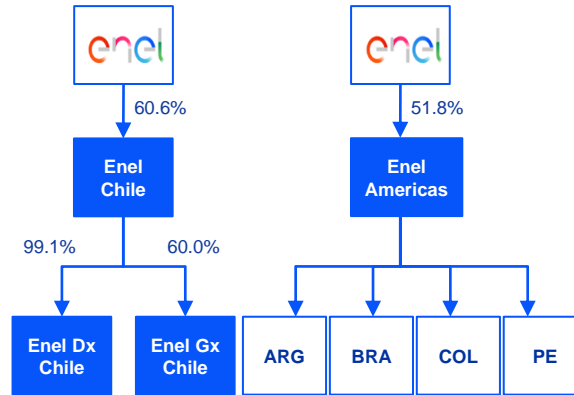 enel
enel
60.6%
51.8%
Enel
Chile
Enel
Americas
99.1%
60.0%
Enel Dx
Chile
Enel Gx
Chile
ARG
BRA
COL
PE